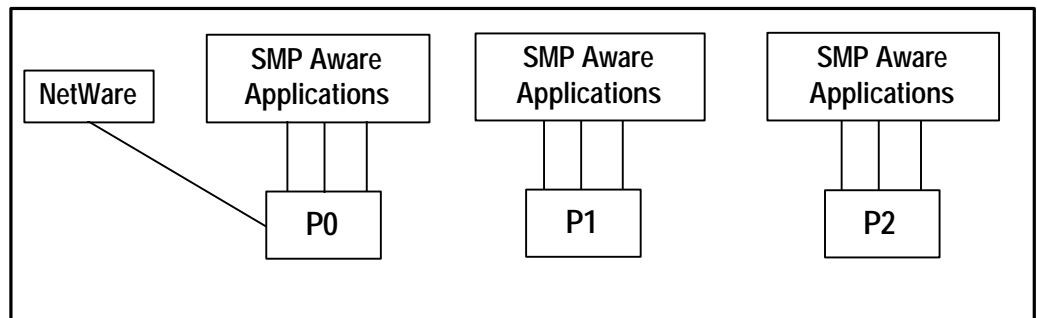 NetWare
SMP Aware
Applications
SMP Aware
Applications
SMP Aware
Applications
P0
P1
P2